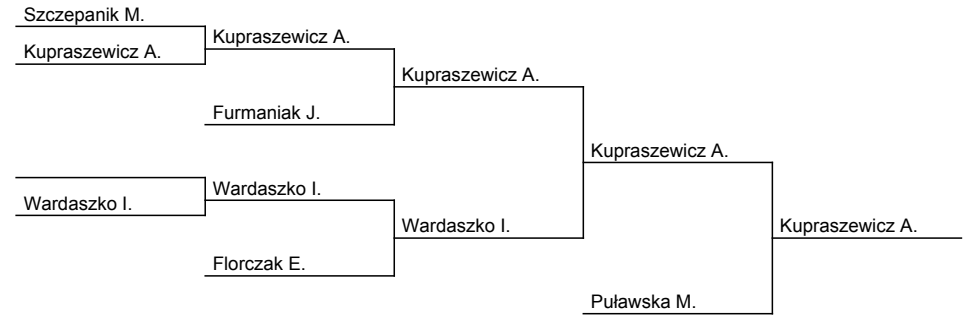 Szczepanik M.
Kupraszewicz A.
Kupraszewicz A.
Kupraszewicz A.
Furmaniak J.
Kupraszewicz A.
Wardaszko I.
Wardaszko I.
Wardaszko I.
Kupraszewicz A.
Florczak E.
Puławska M.